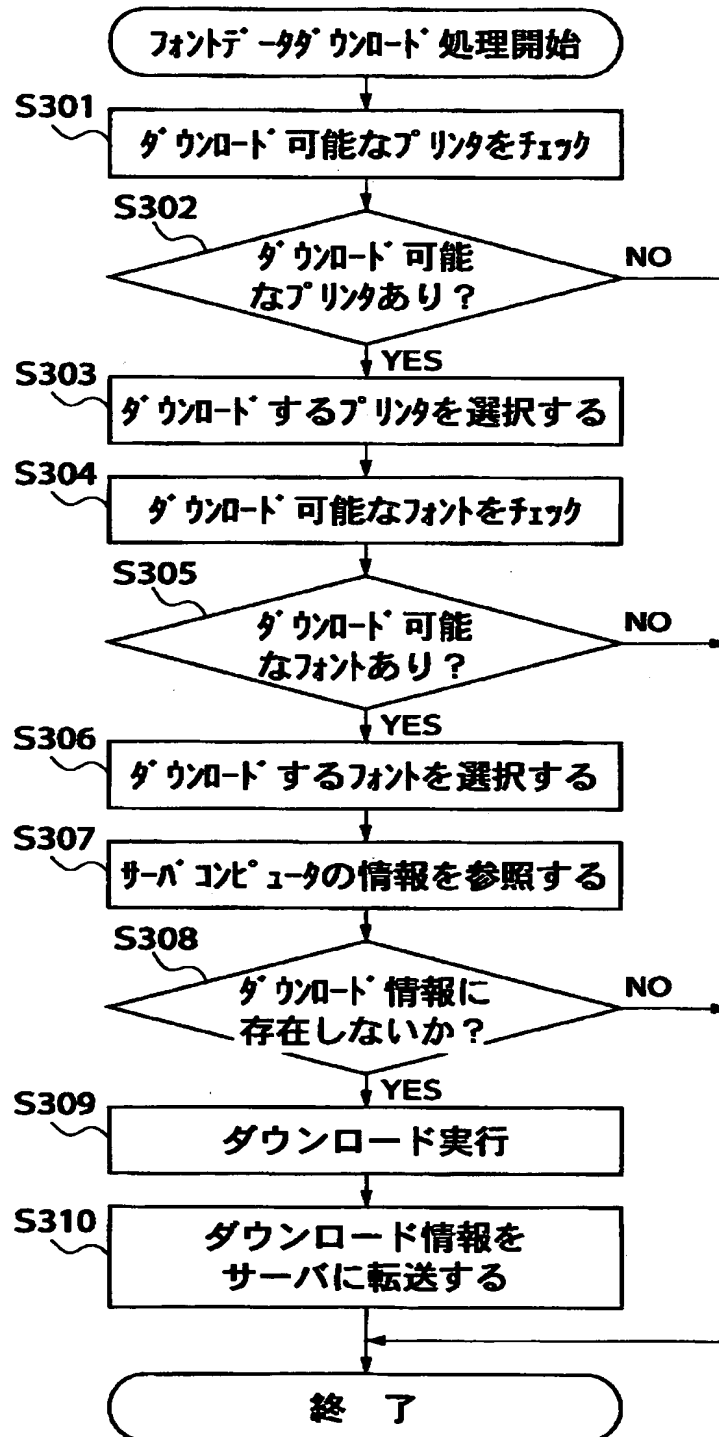 フォントデータダウンロード処理開始
S301
ダウンロード可能なプリンタをチェック
S302
ダウンロード可能
なプリンタあり？
NO
YES
S303
ダウンロードするプリンタを選択する
S304
ダウンロード可能なフォントをチェック
S305
ダウンロード可能
なフォントあり？
NO
YES
S306
ダウンロードするフォントを選択する
S307
サーバコンピュータの情報を参照する
S308
ダウンロード情報に
存在しないか？
NO
YES
S309
ダウンロード実行
S310
ダウンロード情報を
サーバに転送する
終　了